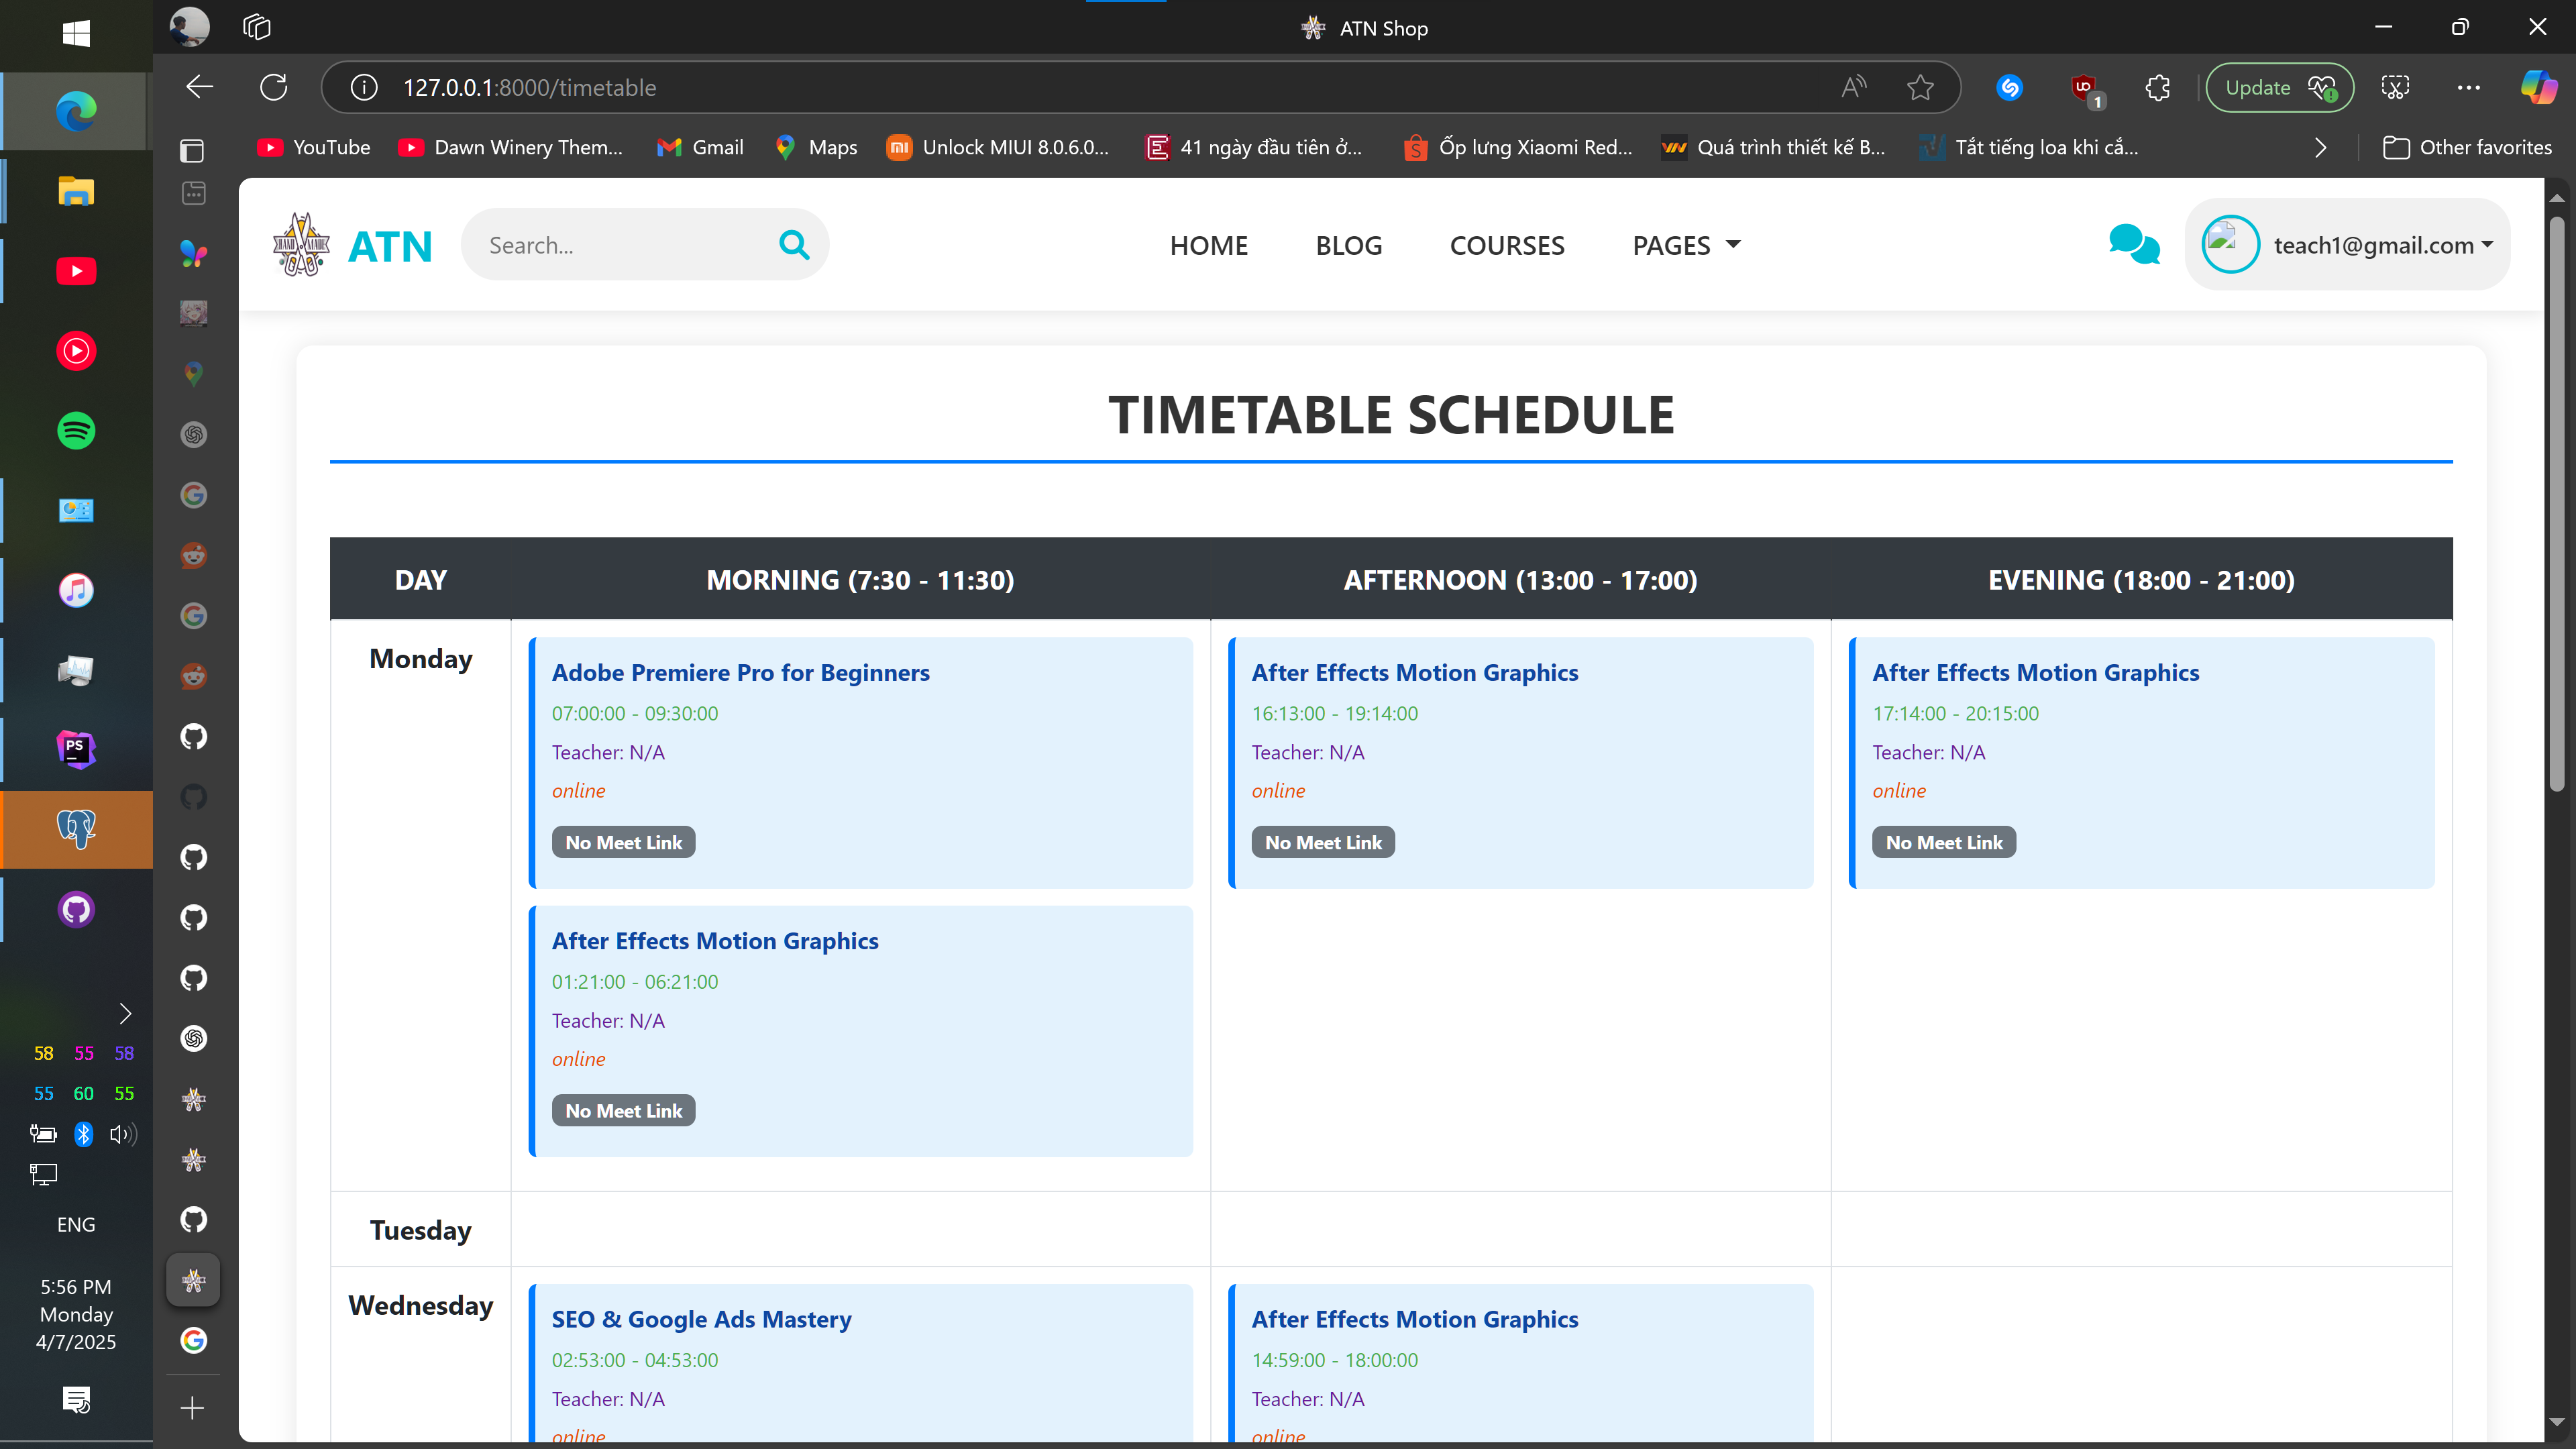 ATN Shop
127.0.0.1:8000/timetable
Update
1
YouTube
Dawn Winery Them...
Gmail
Maps
Unlock MIUI 8.0.6.0...
41 ngày đầu tiên ở...
Ốp lưng Xiaomi Red...
Quá trình thiết kế B...
Tắt tiếng loa khi cắ...
Other favorites
HAND MADE
ATN
Search...
HOME
BLOG
COURSES
PAGES
teach1@gmail.com
TIMETABLE SCHEDULE
DAY
MORNING (7:30 - 11:30)
AFTERNOON (13:00 - 17:00)
EVENING (18:00 - 21:00)
Monday
Adobe Premiere Pro for Beginners
07:00:00 - 09:30:00
Teacher: N/A
online
No Meet Link
After Effects Motion Graphics
01:21:00 - 06:21:00
Teacher: N/A
online
No Meet Link
After Effects Motion Graphics
16:13:00 - 19:14:00
Teacher: N/A
online
No Meet Link
After Effects Motion Graphics
17:14:00 - 20:15:00
Teacher: N/A
online
No Meet Link
Tuesday
Wednesday
SEO & Google Ads Mastery
02:53:00 - 04:53:00
Teacher: N/A
online
After Effects Motion Graphics
14:59:00 - 18:00:00
Teacher: N/A
online
PS
58 55 58
55 60 55
ENG
5:56 PM
Monday
4/7/2025